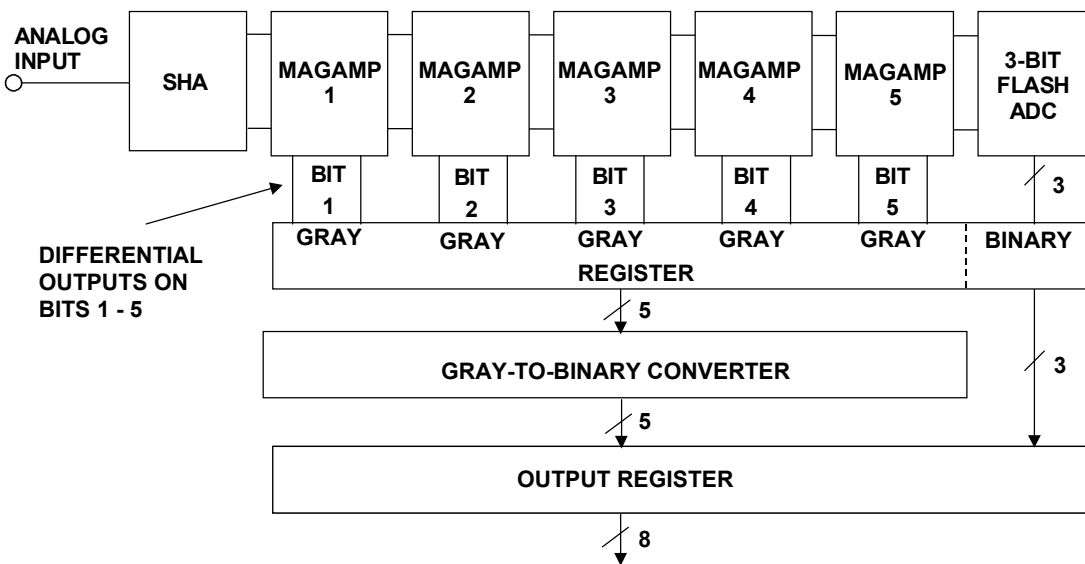 ANALOG
INPUT
SHA
MAGAMP
1
MAGAMP
2
MAGAMP
3
MAGAMP
4
MAGAMP
5
3-BIT
FLASH
ADC
BIT
1
BIT
2
BIT
3
BIT
4
BIT
5
3
GRAY
GRAY
GRAY
GRAY
GRAY
BINARY
REGISTER
DIFFERENTIAL
OUTPUTS ON
BITS 1 - 5
5
GRAY-TO-BINARY CONVERTER
3
5
OUTPUT REGISTER
8